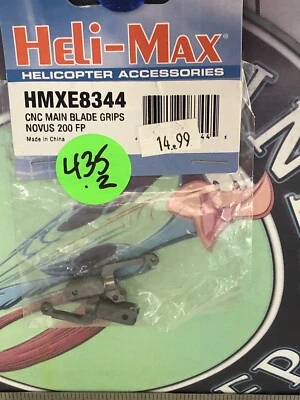 Heli-Max
HELICOPTER ACCESSORIES
HMXE8344
CNC MAIN BLADE GRIPS
NOVUS 200 FP
Made in China
14.99
435
.2